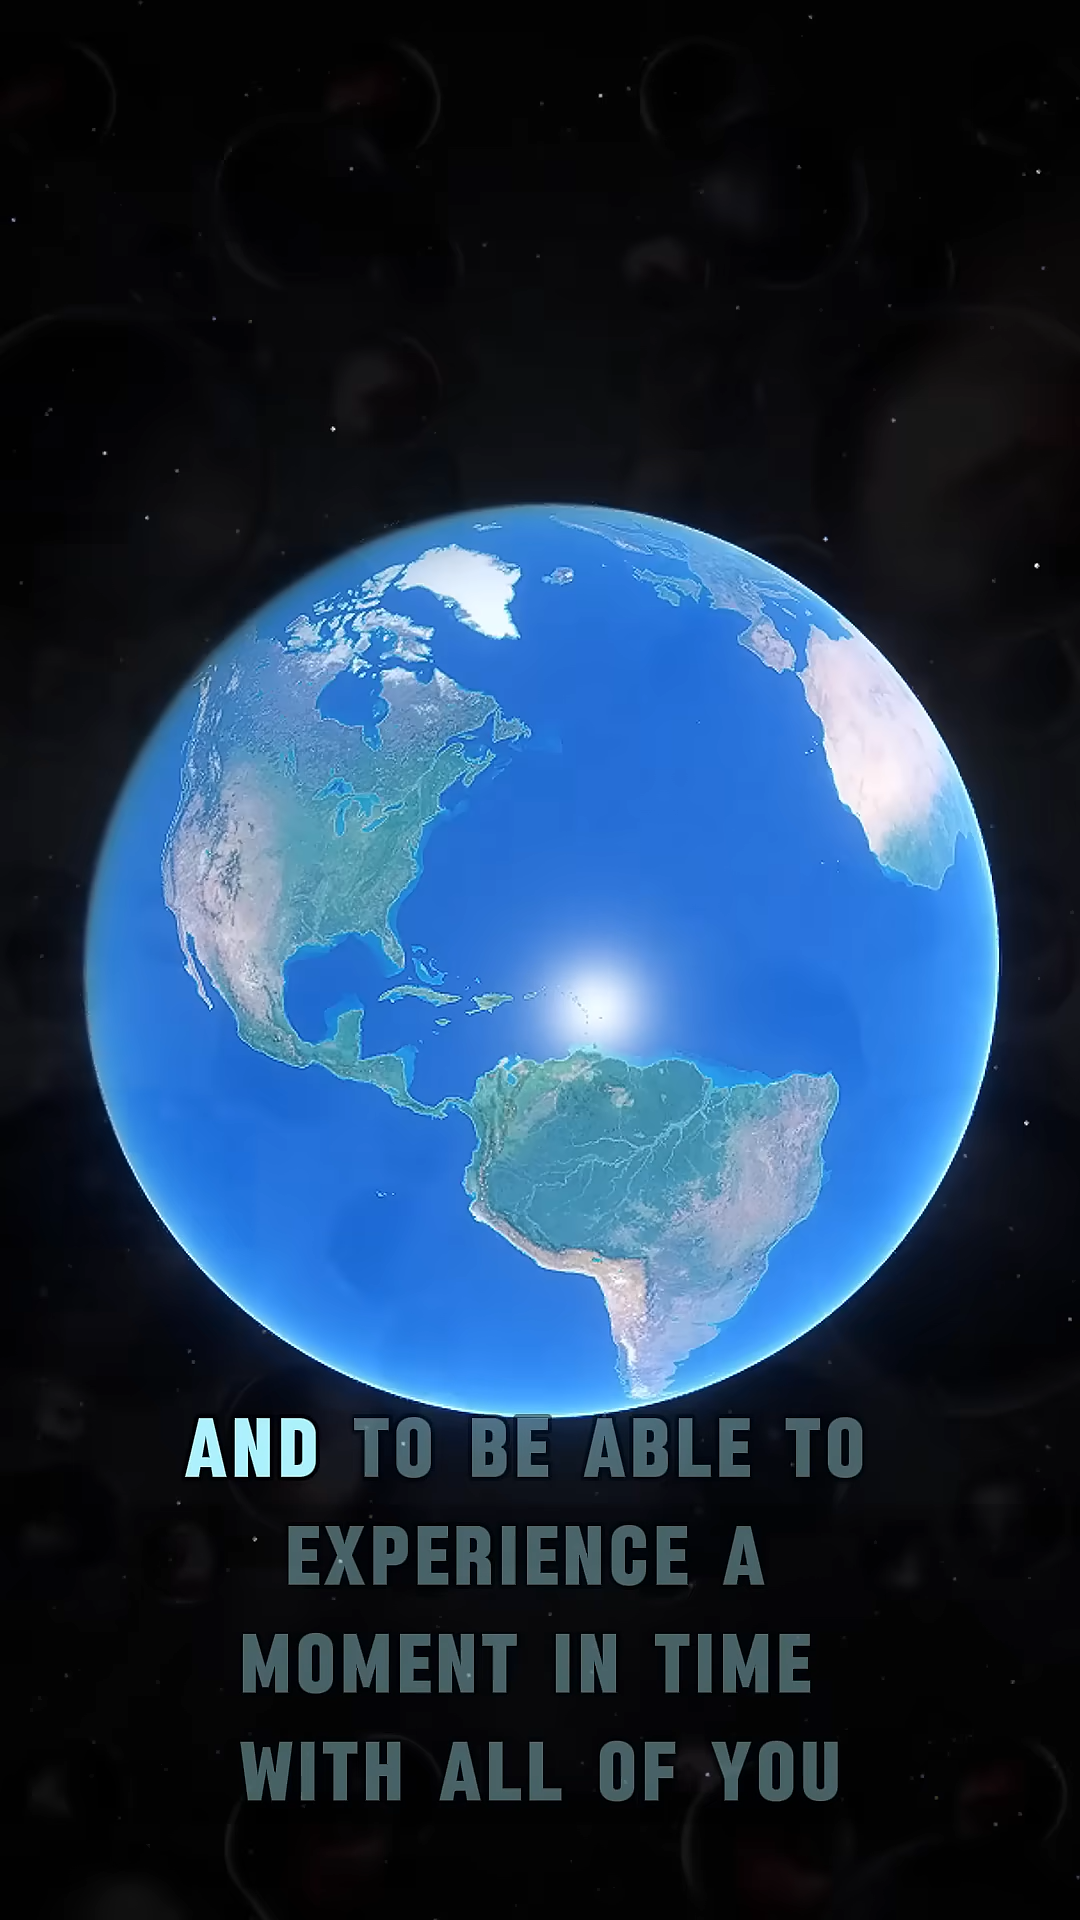 AND TO BE ABLE TO
EXPERIENCE A
MOMENT IN TIME
WITH ALL OF YOU